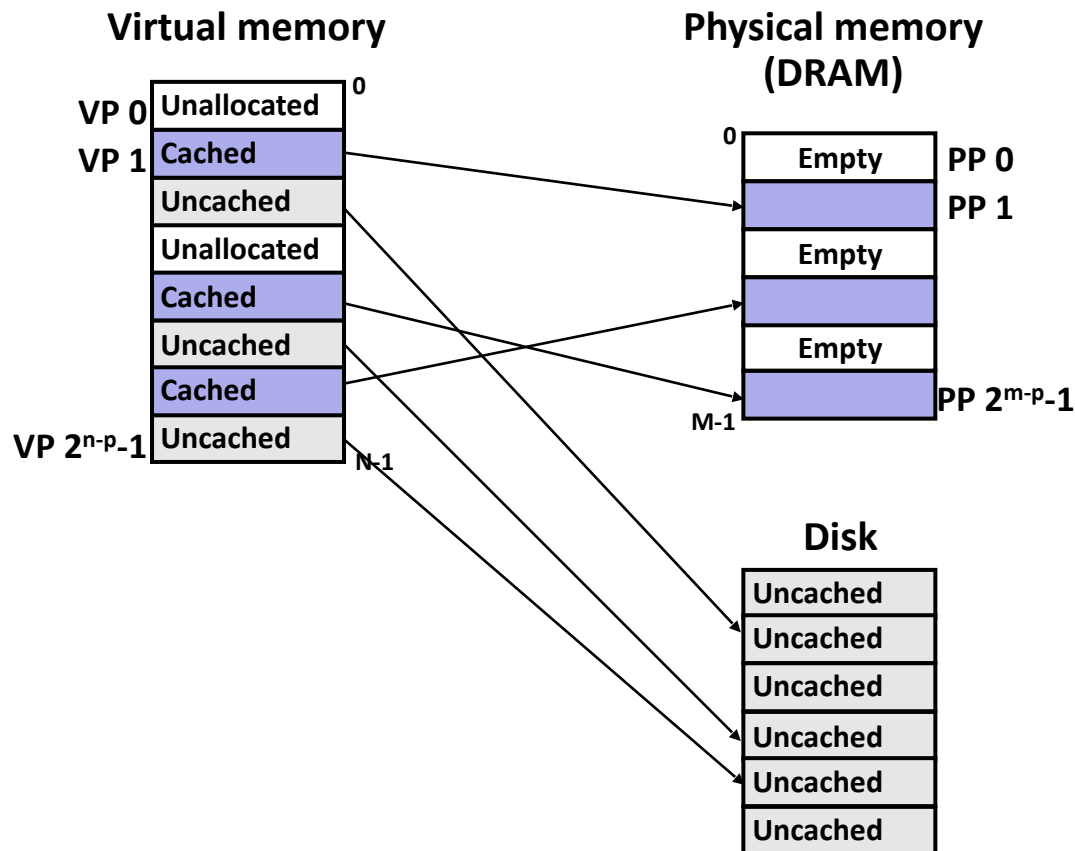 Virtual memory
0
VP 0
Unallocated
VP 1
Cached
Uncached
Unallocated
Cached
Uncached
Cached
VP 2ⁿ⁻ᵖ-1
Uncached
N-1
Physical memory
(DRAM)
0
Empty
PP 0
PP 1
Empty
Empty
PP 2ᵐ⁻ᵖ-1
M-1
Disk
Uncached
Uncached
Uncached
Uncached
Uncached
Uncached